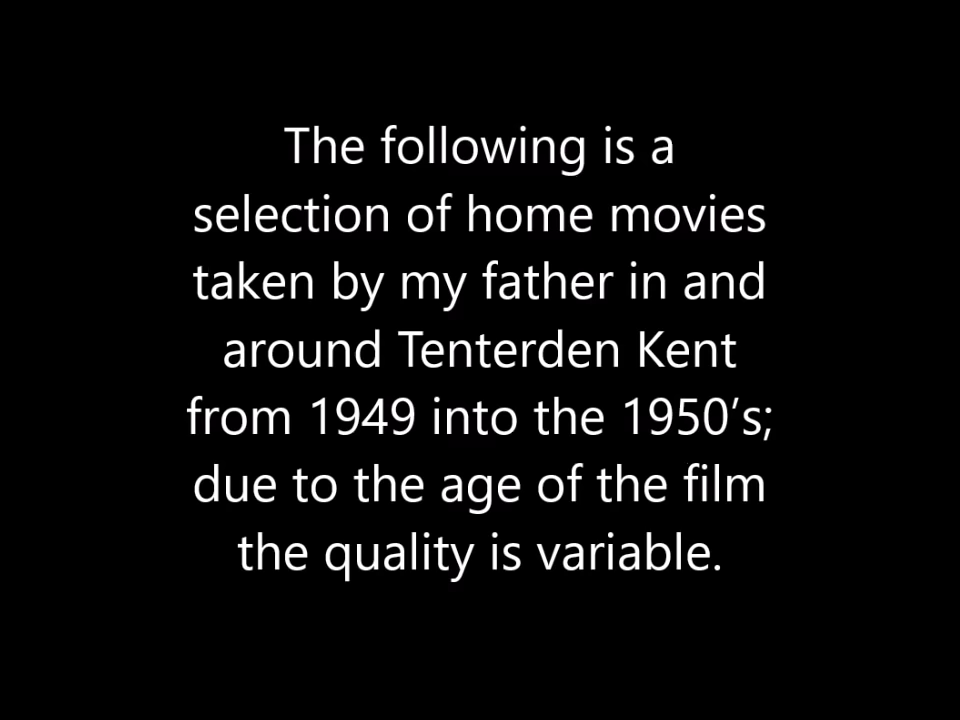 The following is a
selection of home movies
taken by my father in and
around Tenterden Kent
from 1949 into the 1950’s;
due to the age of the film
the quality is variable.